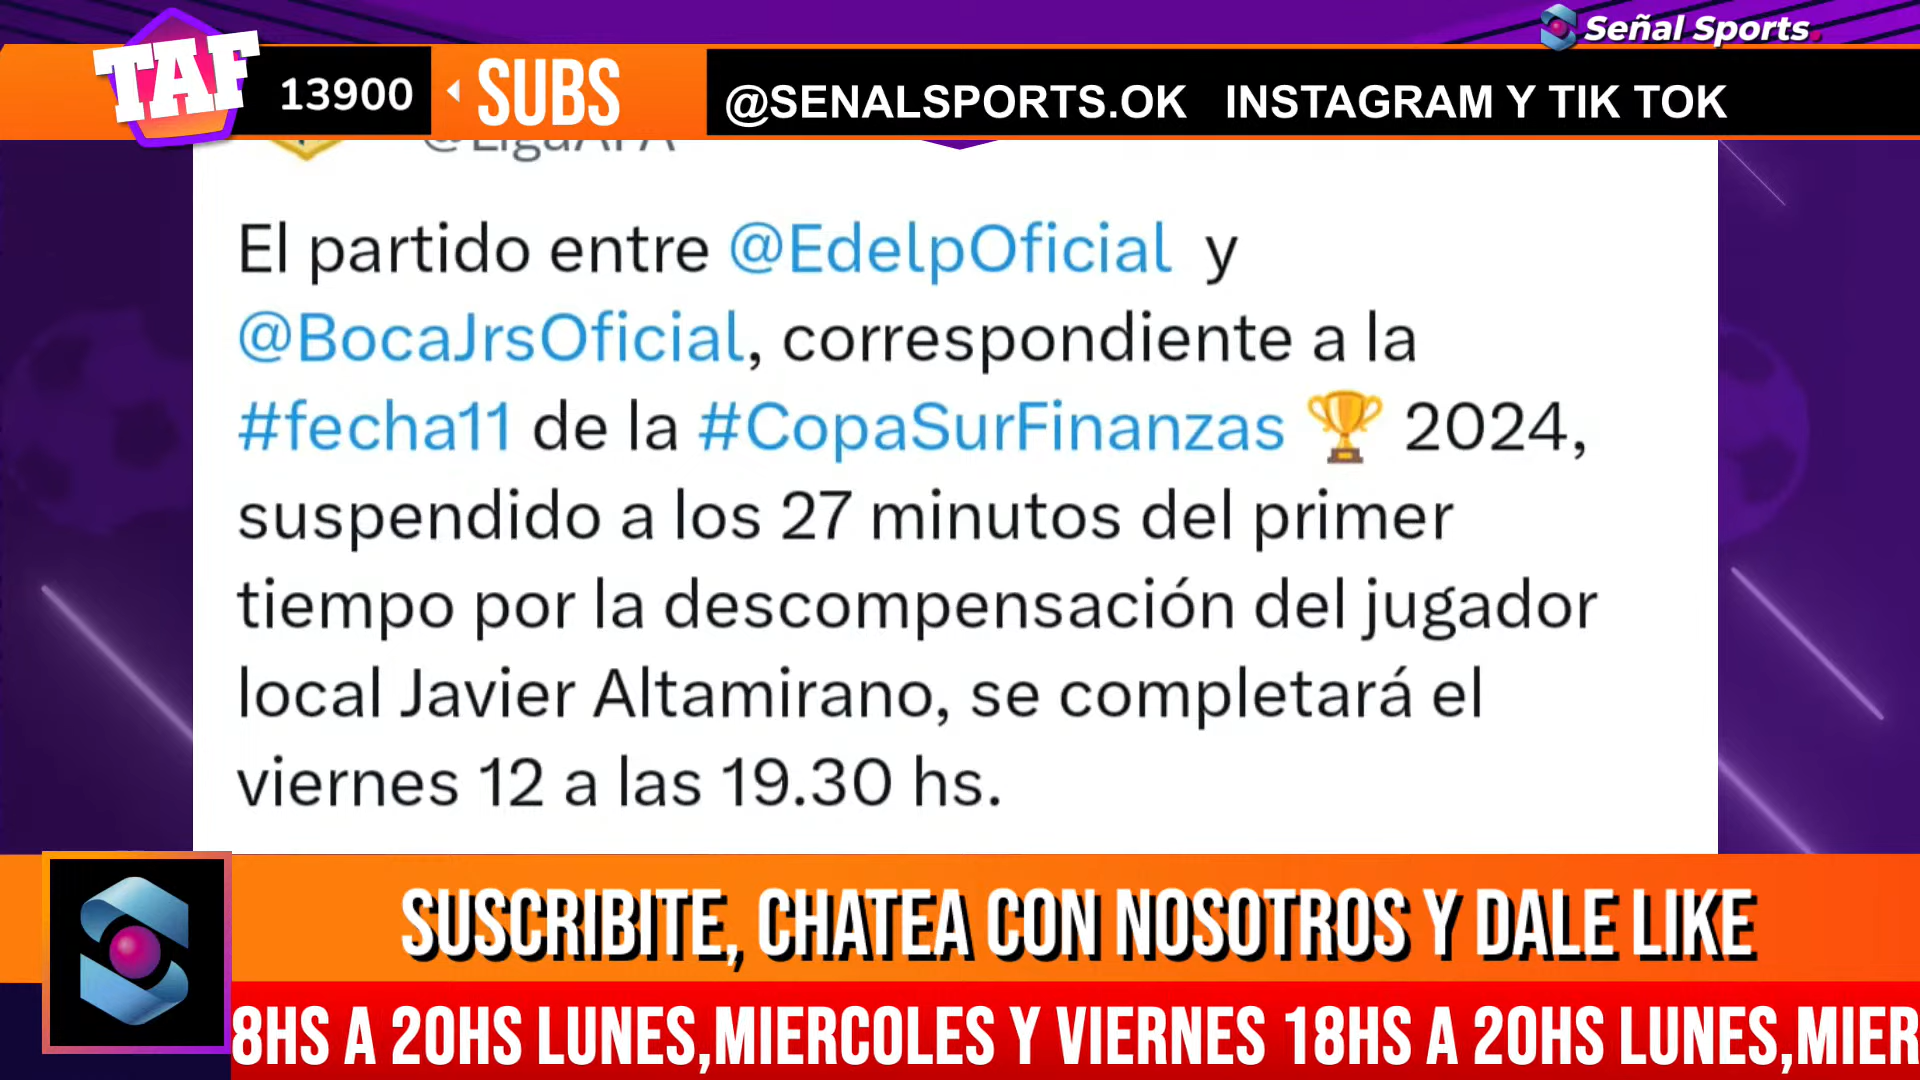 Señal Sports.
TAF
13900
SUBS
@SENALSPORTS.OK INSTAGRAM Y TIK TOK
@LigaAFA
El partido entre @EdelpOficial y
@BocaJrsOficial, correspondiente a la
#fecha11 de la #CopaSurFinanzas 🏆 2024,
suspendido a los 27 minutos del primer
tiempo por la descompensación del jugador
local Javier Altamirano, se completará el
viernes 12 a las 19.30 hs.
SUSCRIBITE, CHATEA CON NOSOTROS Y DALE LIKE
8HS A 20HS LUNES,MIERCOLES Y VIERNES 18HS A 20HS LUNES,MIER